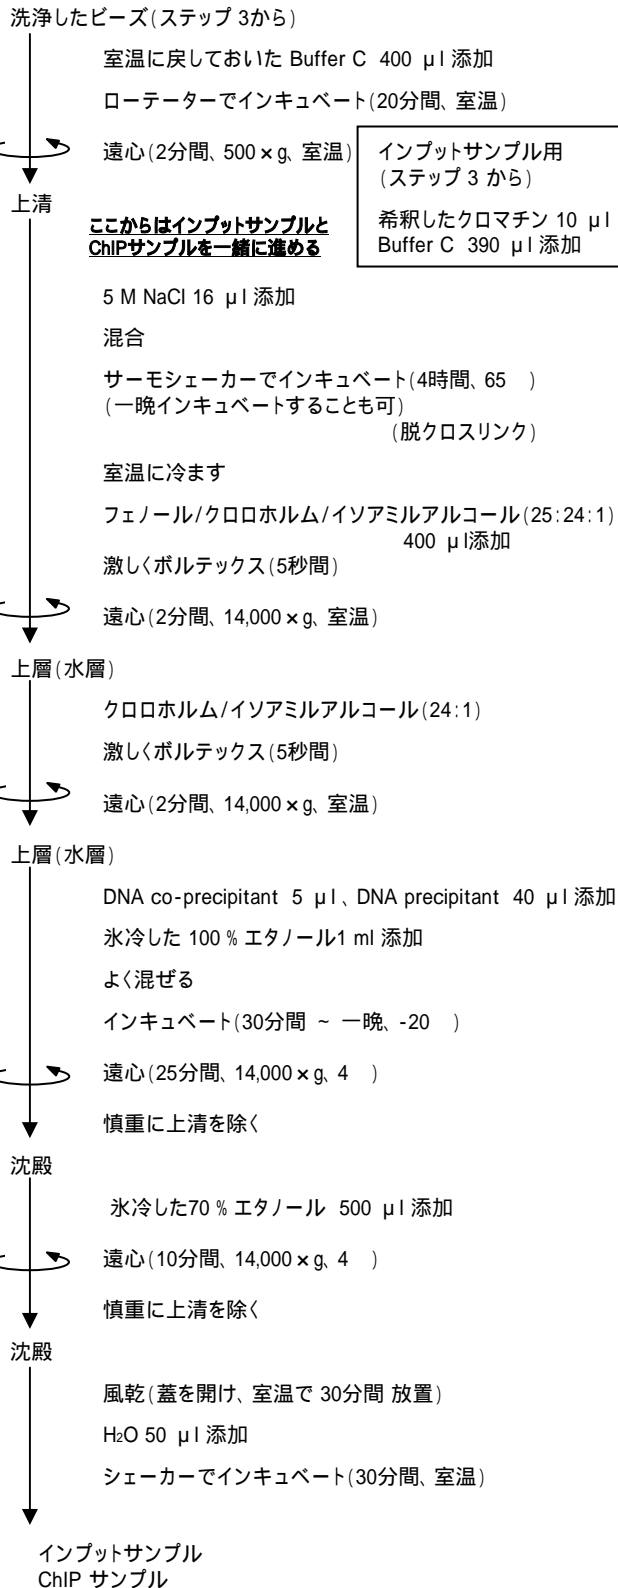 洗浄したビーズ(ステップ 3から)
室温に戻しておいた Buffer C 400 μl 添加
ローテーターでインキュベート(20分間、室温)
遠心(2分間、500×g、室温)
インプットサンプル用
(ステップ 3 から)
希釈したクロマチン 10 μl
Buffer C 390 μl 添加
上清
ここからはインプットサンプルと
ChIPサンプルを一緒に進める
5 M NaCl 16 μl 添加
混合
サーモシェーカーでインキュベート(4時間、65 )
(一晩インキュベートすることも可)
(脱クロスリンク)
室温に冷ます
フェノール/クロロホルム/イソアミルアルコール(25:24:1)
400 μl添加
激しくボルテックス(5秒間)
遠心(2分間、14,000×g、室温)
上層(水層)
クロロホルム/イソアミルアルコール(24:1)
激しくボルテックス(5秒間)
遠心(2分間、14,000×g、室温)
上層(水層)
DNA co-precipitant 5 μl 、DNA precipitant 40 μl 添加
氷冷した 100 % エタノール1 ml 添加
よく混ぜる
インキュベート(30分間 ~ 一晩、-20 )
遠心(25分間、14,000×g、4 )
慎重に上清を除く
沈殿
氷冷した70 % エタノール 500 μl 添加
遠心(10分間、14,000×g、4 )
慎重に上清を除く
沈殿
風乾(蓋を開け、室温で 30分間 放置)
H₂O 50 μl 添加
シェーカーでインキュベート(30分間、室温)
インプットサンプル
ChIP サンプル